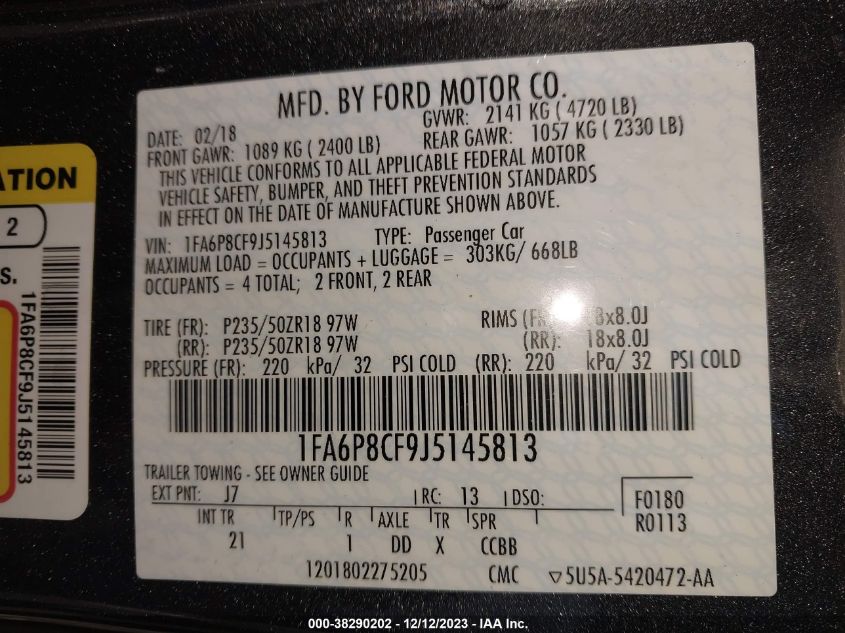 MFD. BY FORD MOTOR CO.
DATE: 02/18 GVWR: 2141 KG ( 4720 LB)
FRONT GAWR: 1089 KG ( 2400 LB) REAR GAWR: 1057 KG ( 2330 LB)
THIS VEHICLE CONFORMS TO ALL APPLICABLE FEDERAL MOTOR
VEHICLE SAFETY, BUMPER, AND THEFT PREVENTION STANDARDS
IN EFFECT ON THE DATE OF MANUFACTURE SHOWN ABOVE.
VIN: 1FA6P8CF9J5145813 TYPE: Passenger Car
MAXIMUM LOAD = OCCUPANTS + LUGGAGE = 303KG/ 668LB
OCCUPANTS = 4 TOTAL; 2 FRONT, 2 REAR
TIRE (FR): P235/50ZR18 97W RIMS 8x8.0J
(RR): P235/50ZR18 97W (RR): 18x8.0J
PRESSURE (FR): 220 kPa/ 32 PSI COLD (RR): 220 kPa/ 32 PSI COLD
1FA6P8CF9J5145813
TRAILER TOWING - SEE OWNER GUIDE
EXT PNT: J7 RC: 13 DSO:
F0180
R0113
INT TR TP/PS R AXLE TR SPR
21 1 DD X CCBB
1201802275205 CMC ▽5U5A-5420472-AA
ATION
2
S.
1FA6P8CF9J5145813
000-38290202 - 12/12/2023 - IAA Inc.